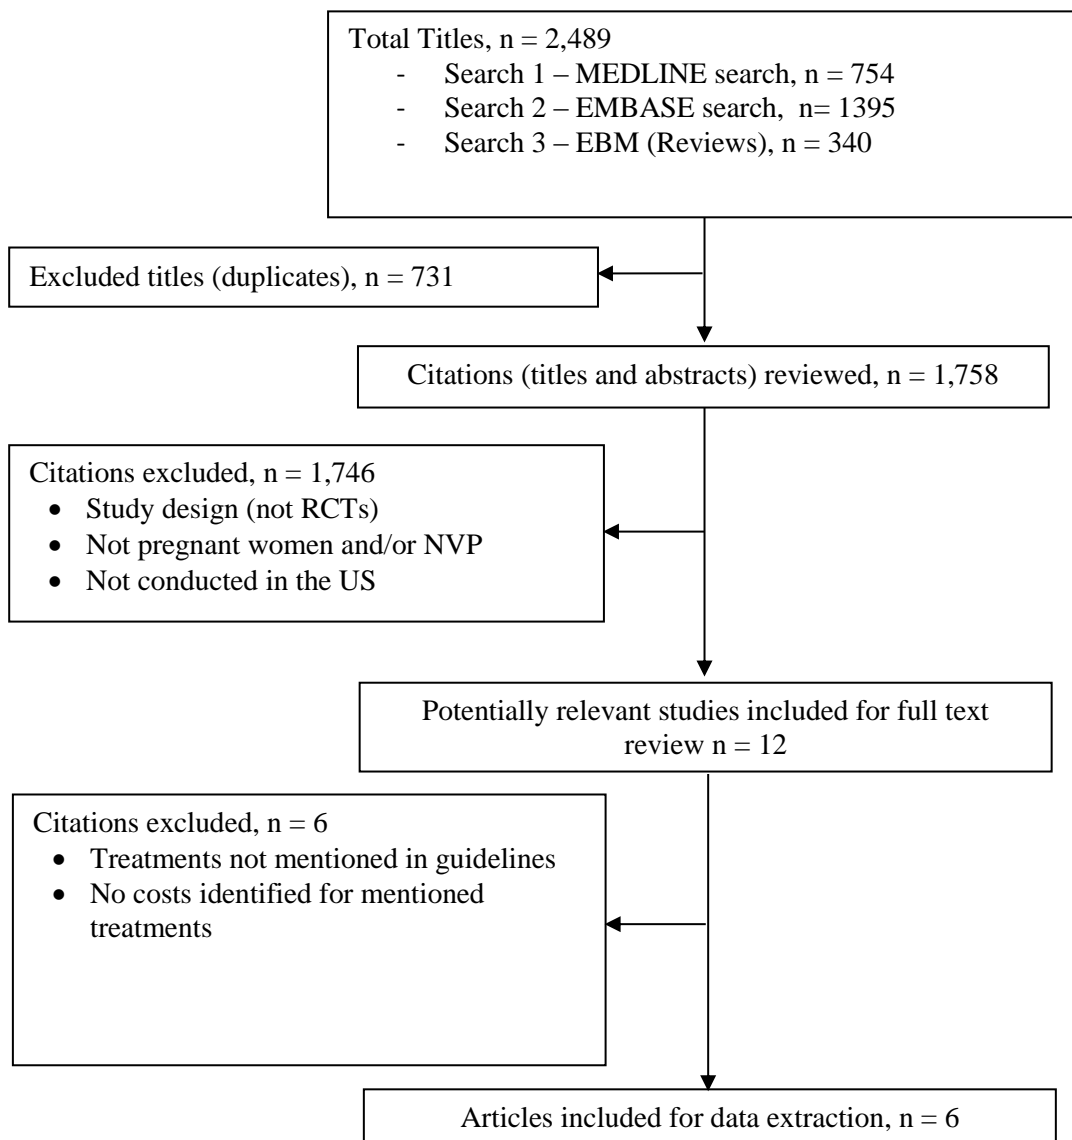 Total Titles, n = 2,489
- Search 1 – MEDLINE search, n = 754
- Search 2 – EMBASE search, n= 1395
- Search 3 – EBM (Reviews), n = 340
Excluded titles (duplicates), n = 731
Citations (titles and abstracts) reviewed, n = 1,758
Citations excluded, n = 1,746
• Study design (not RCTs)
• Not pregnant women and/or NVP
• Not conducted in the US
Potentially relevant studies included for full text
review n = 12
Citations excluded, n = 6
• Treatments not mentioned in guidelines
• No costs identified for mentioned
treatments
Articles included for data extraction, n = 6